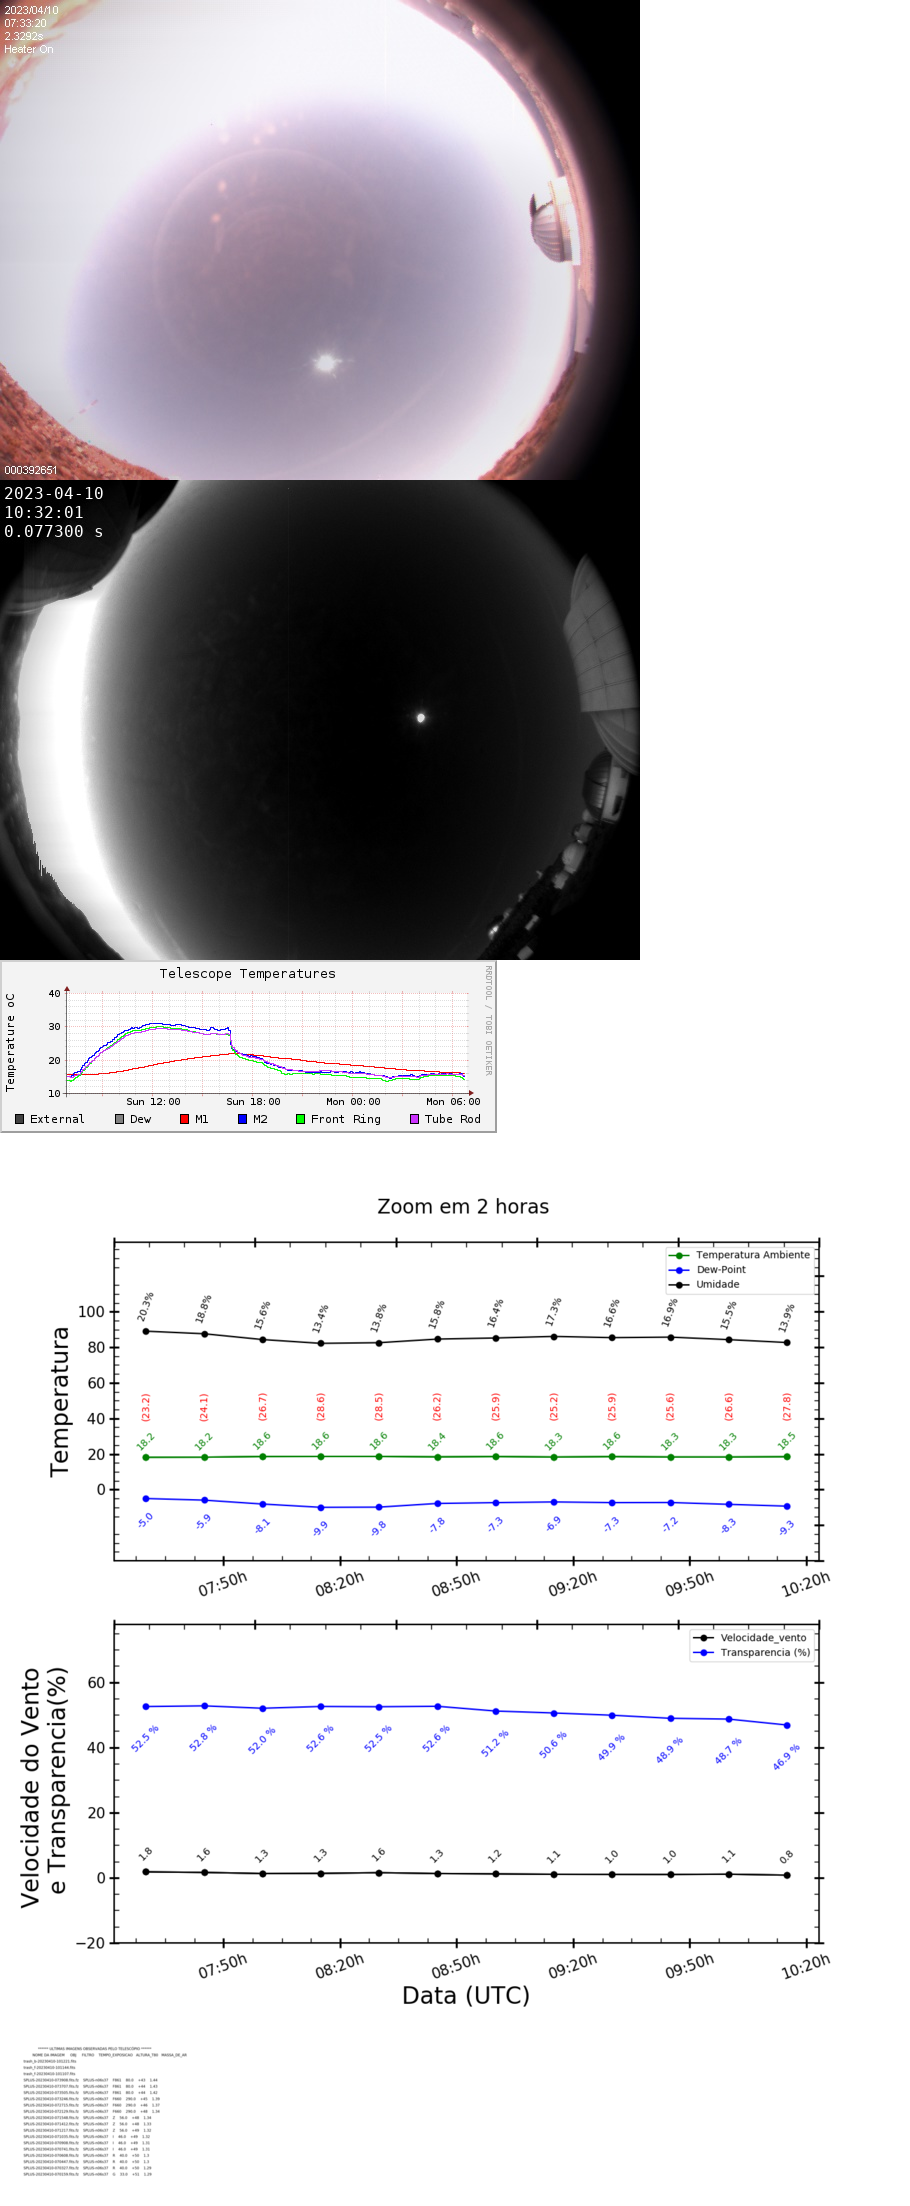 2023/04/10
07:33:20
2.3292s
Heater On
000392651
2023-04-10
10:32:01
0.077300 s
Telescope Temperatures
RRDTOOL / TOBI OETIKER
Temperature oC
40
30
20
10
Sun 12:00 Sun 18:00 Mon 00:00 Mon 06:00
External Dew M1 M2 Front Ring Tube Rod
Zoom em 2 horas
Temperatura Ambiente
Dew-Point
Umidade
Temperatura
100
80
60
40
20
0
20.3% 18.8% 15.6% 13.4% 13.8% 15.8% 16.4% 17.3% 16.6% 16.9% 15.5% 13.9%
(23.2) (24.1) (26.7) (28.6) (28.5) (26.2) (25.9) (25.2) (25.9) (25.6) (26.6) (27.8)
18.2 18.2 18.6 18.6 18.6 18.4 18.6 18.3 18.6 18.3 18.3 18.5
-5.0 -5.9 -8.1 -9.9 -9.8 -7.8 -7.3 -6.9 -7.3 -7.2 -8.3 -9.3
07:50h 08:20h 08:50h 09:20h 09:50h 10:20h
Velocidade_vento
Transparencia (%)
Velocidade do Vento
e Transparencia(%)
60
40
20
0
−20
52.5 % 52.8 % 52.0 % 52.6 % 52.5 % 52.6 % 51.2 % 50.6 % 49.9 % 48.9 % 48.7 % 46.9 %
1.8 1.6 1.3 1.3 1.6 1.3 1.2 1.1 1.0 1.0 1.1 0.8
07:50h 08:20h 08:50h 09:20h 09:50h 10:20h
Data (UTC)
****** ULTIMAS IMAGENS OBSERVADAS PELO TELESCOPIO ******
NOME DA IMAGEM OBJ FILTRO TEMPO_EXPOSICAO ALTURA_T80 MASSA_DE_AR